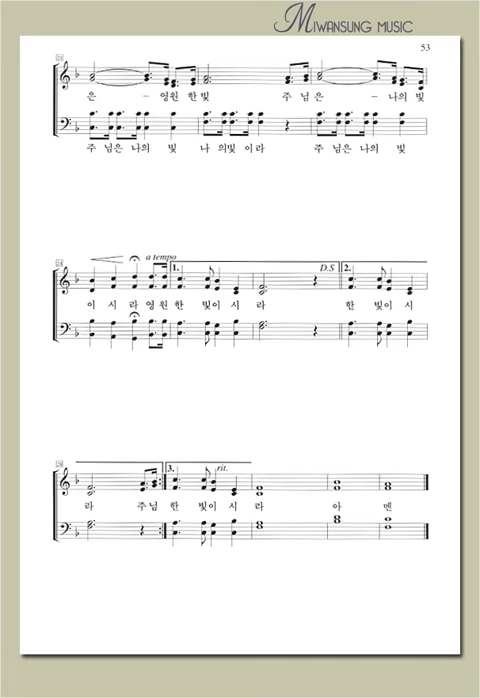 MIWANSUNG MUSIC
53
은 - 영원 한 빛 주 님 은 - 나의 빛
주 님은 나의 빛 나 의빛 이라 주 님은 나의 빛
a tempo
1. D.S 2.
이 시 라 영원 한 빛이 시 라 한 빛이 시
3. rit.
라 주님 한 빛이 시 라 아 멘